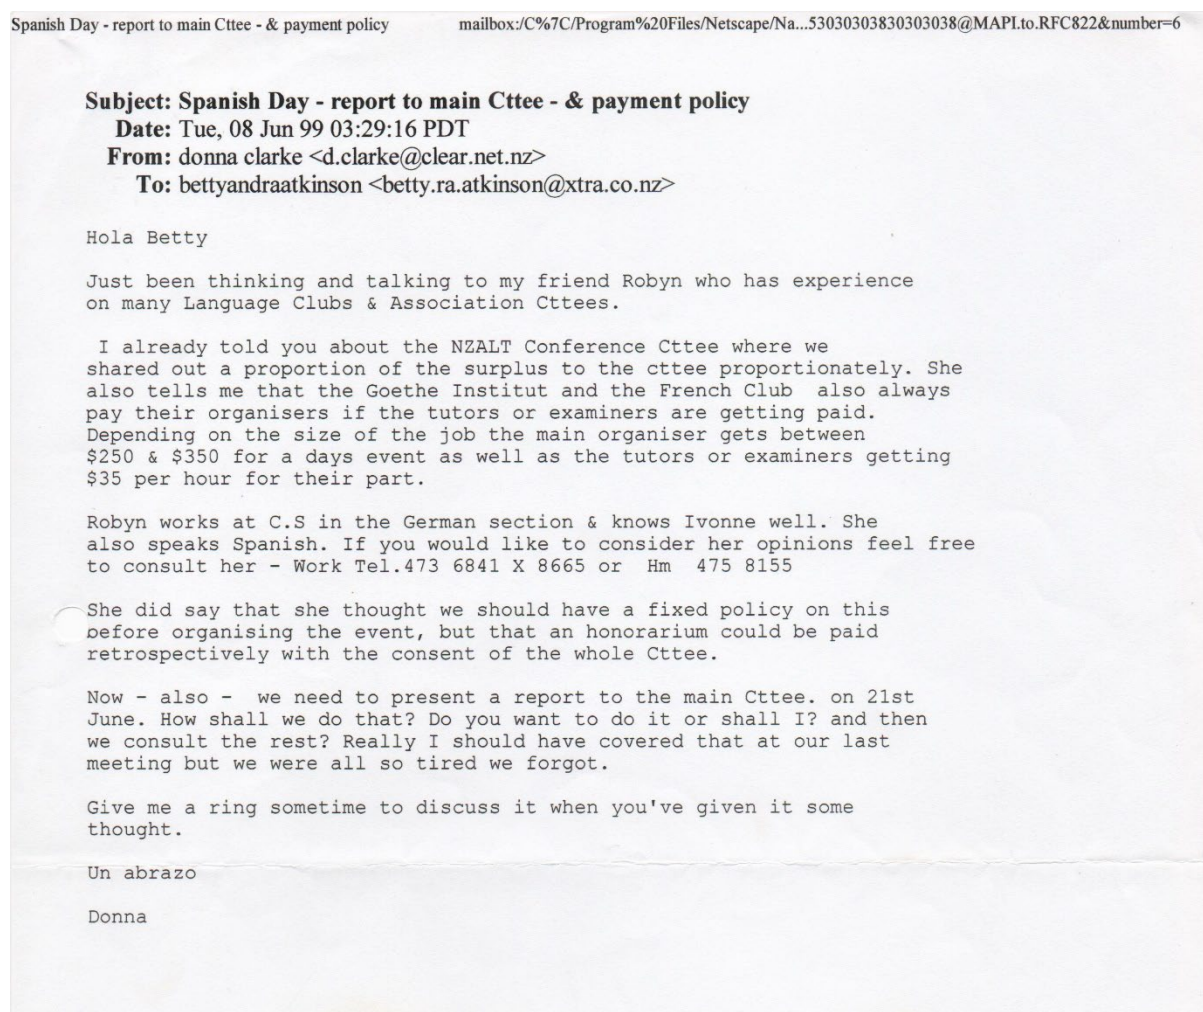 Spanish Day - report to main Cttee - & payment policy mailbox:/C%7C/Program%20Files/Netscape/Na...53030303830303038@MAPI.to.RFC822&number=6
Subject: Spanish Day - report to main Cttee - & payment policy
Date: Tue, 08 Jun 99 03:29:16 PDT
From: donna clarke <d.clarke@clear.net.nz>
To: bettyandraatkinson <betty.ra.atkinson@xtra.co.nz>
Hola Betty
Just been thinking and talking to my friend Robyn who has experience
on many Language Clubs & Association Cttees.
I already told you about the NZALT Conference Cttee where we
shared out a proportion of the surplus to the cttee proportionately. She
also tells me that the Goethe Institut and the French Club also always
pay their organisers if the tutors or examiners are getting paid.
Depending on the size of the job the main organiser gets between
$250 & $350 for a days event as well as the tutors or examiners getting
$35 per hour for their part.
Robyn works at C.S in the German section & knows Ivonne well. She
also speaks Spanish. If you would like to consider her opinions feel free
to consult her - Work Tel.473 6841 X 8665 or Hm 475 8155
She did say that she thought we should have a fixed policy on this
before organising the event, but that an honorarium could be paid
retrospectively with the consent of the whole Cttee.
Now - also - we need to present a report to the main Cttee. on 21st
June. How shall we do that? Do you want to do it or shall I? and then
we consult the rest? Really I should have covered that at our last
meeting but we were all so tired we forgot.
Give me a ring sometime to discuss it when you've given it some
thought.
Un abrazo
Donna